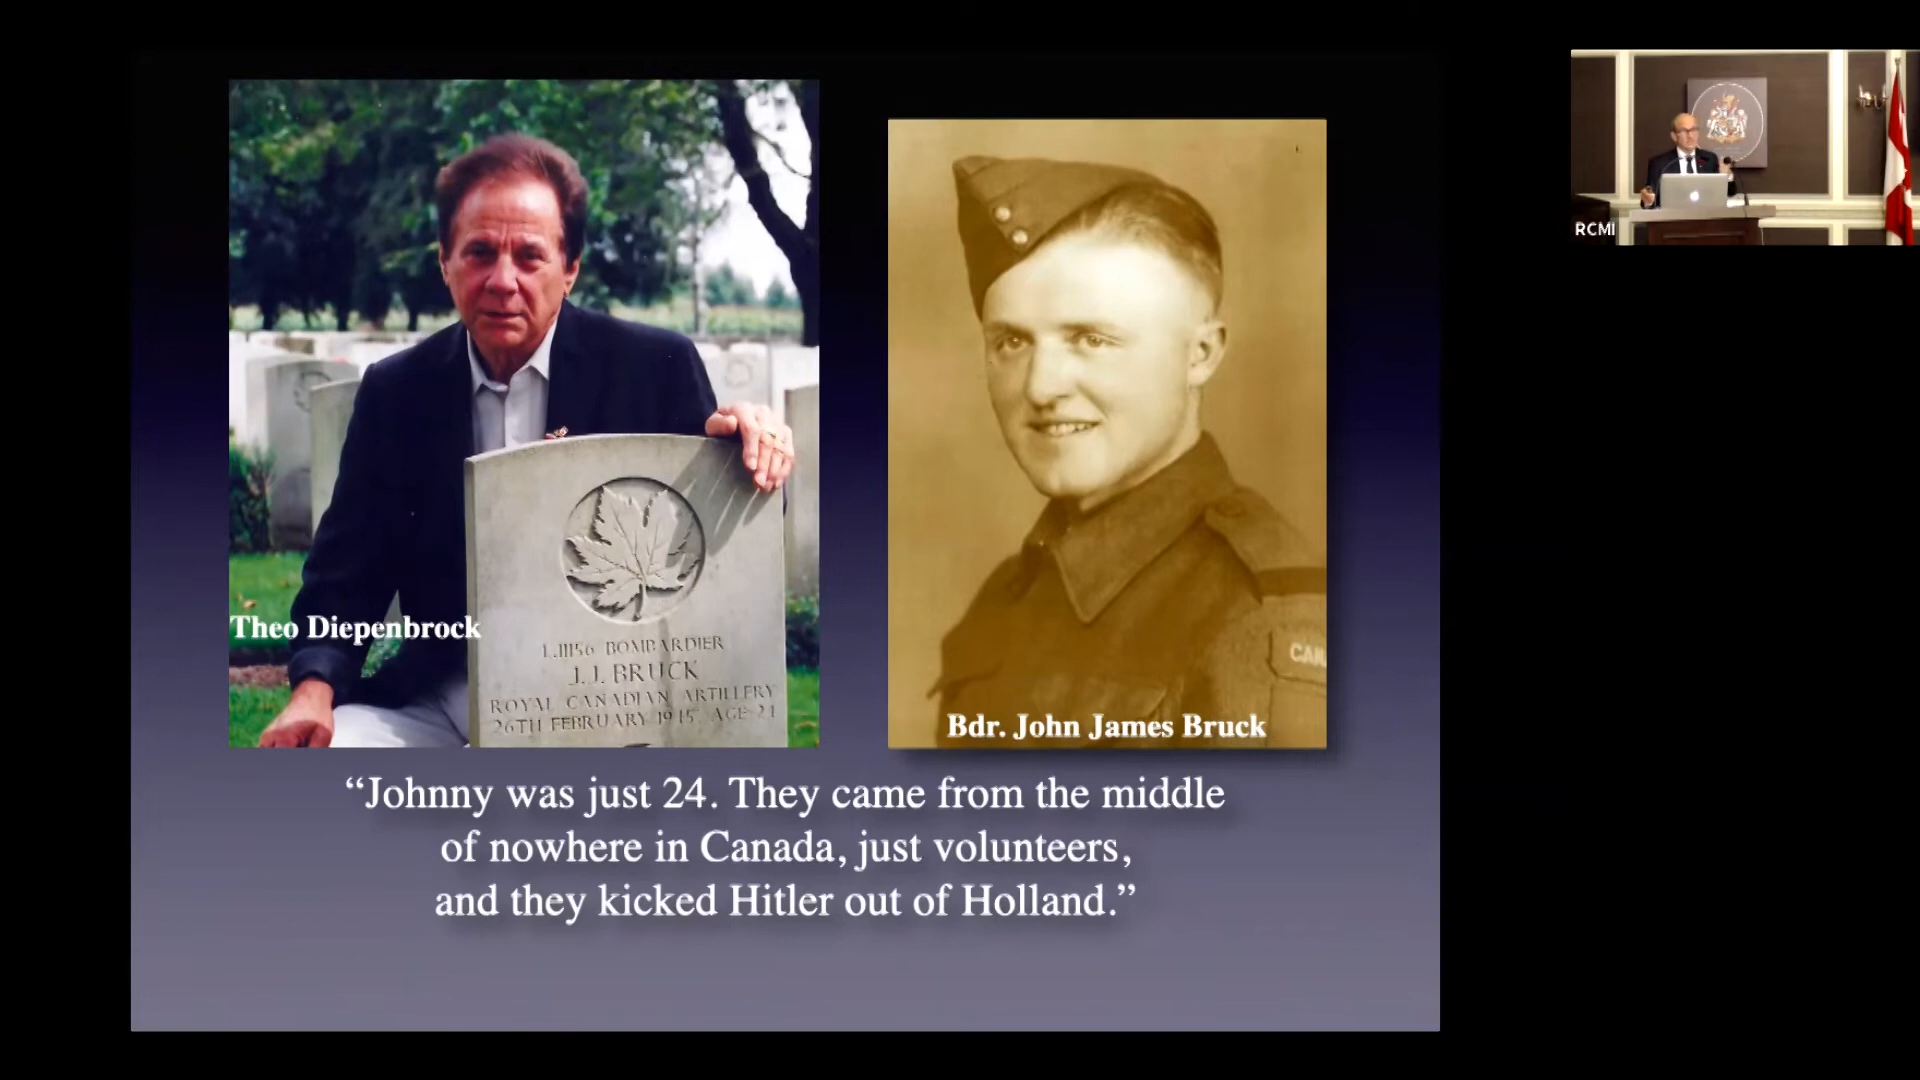 Theo Diepenbrock
L.11156 BOMBARDIER
J.J. BRUCK
ROYAL CANADIAN ARTILLERY
26TH FEBRUARY 1945 AGE 24
CAN
Bdr. John James Bruck
“Johnny was just 24. They came from the middle
of nowhere in Canada, just volunteers,
and they kicked Hitler out of Holland.”
RCMI